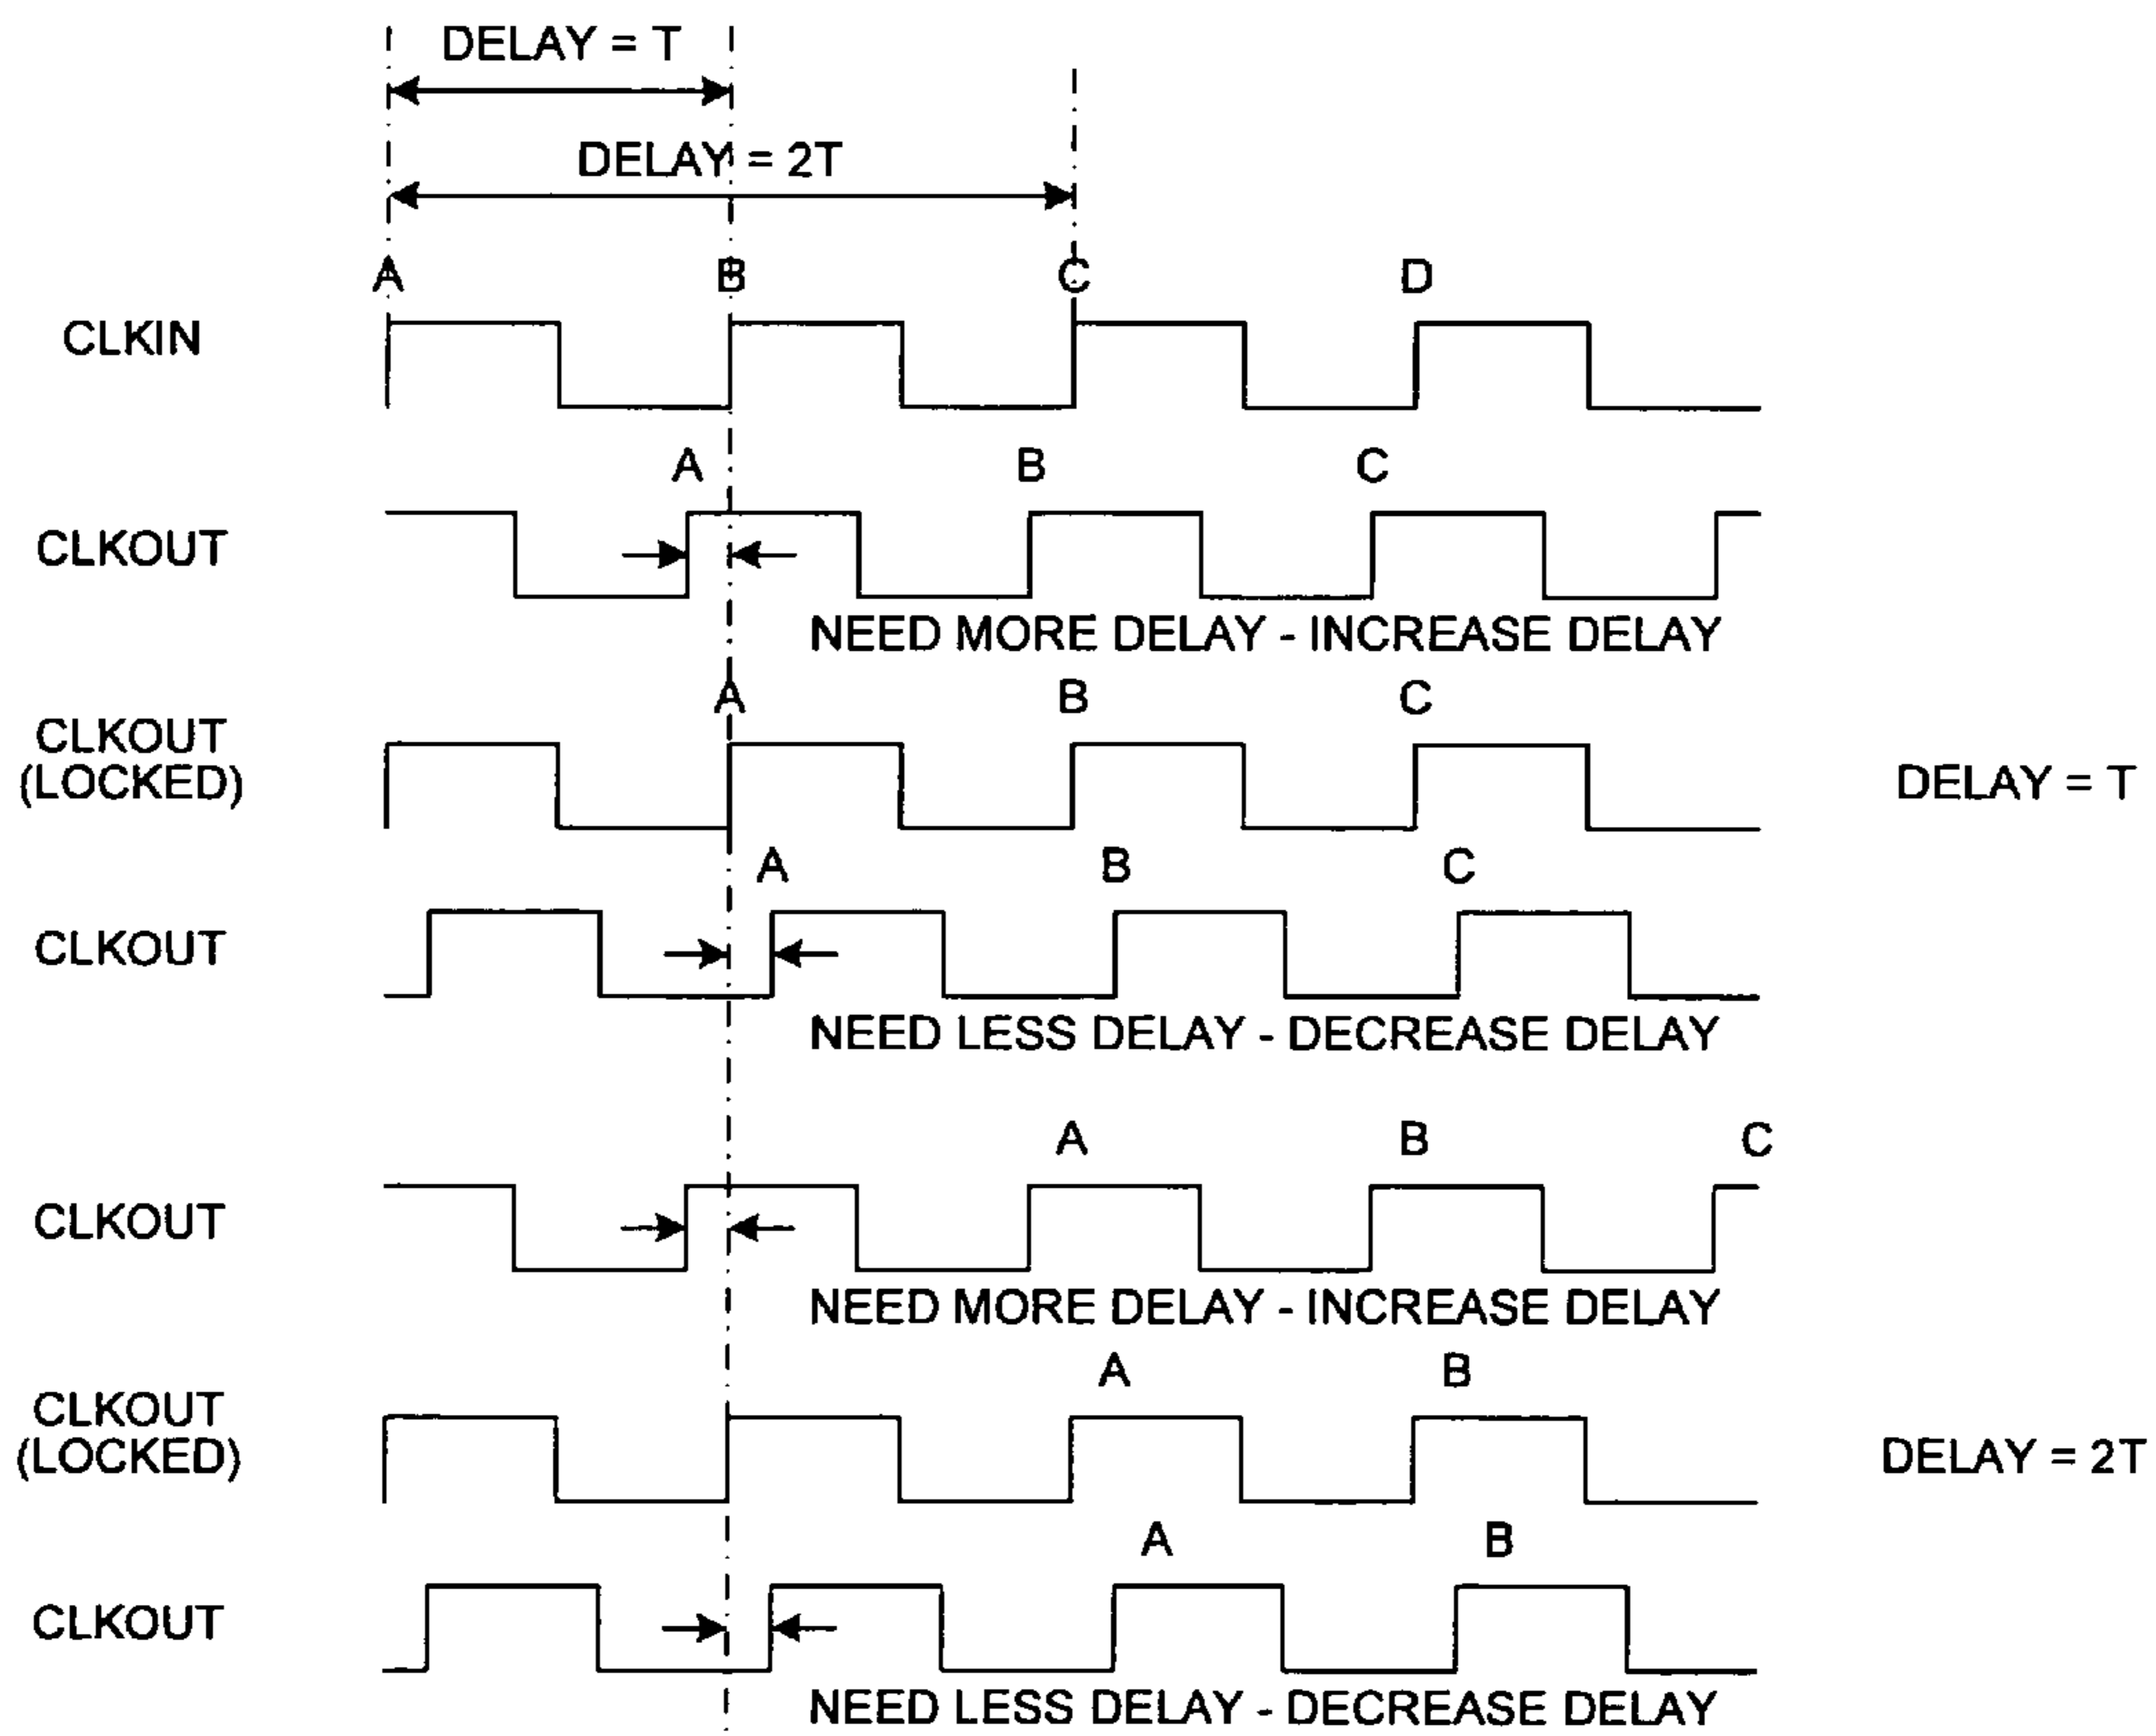 DELAY = T
DELAY = 2T
A B C D
CLKIN
A B C
CLKOUT
NEED MORE DELAY - INCREASE DELAY
A B C
CLKOUT
(LOCKED)
DELAY = T
A B C
CLKOUT
NEED LESS DELAY - DECREASE DELAY
A B C
CLKOUT
NEED MORE DELAY - INCREASE DELAY
A B
CLKOUT
(LOCKED)
DELAY = 2T
A B
CLKOUT
NEED LESS DELAY - DECREASE DELAY